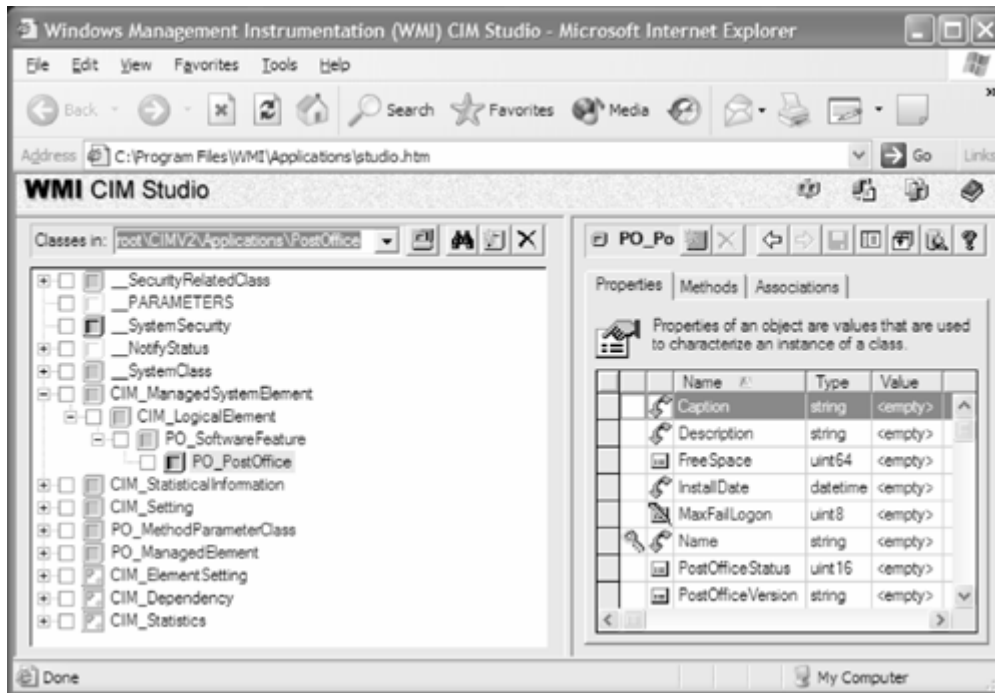 Windows Management Instrumentation (WMI) CIM Studio - Microsoft Internet Explorer
File Edit View Favorites Tools Help
Back Search Favorites Media
Address C:\Program Files\WMI\Applications\studio.htm Go Links
WMI CIM Studio
Classes in: root\CIMV2\Applications\PostOffice
__SecurityRelatedClass
__PARAMETERS
__SystemSecurity
__NotifyStatus
__SystemClass
CIM_ManagedSystemElement
CIM_LogicalElement
PO_SoftwareFeature
PO_PostOffice
CIM_StatisticalInformation
CIM_Setting
PO_MethodParameterClass
PO_ManagedElement
CIM_ElementSetting
CIM_Dependency
CIM_Statistics
PO_Po
Properties Methods Associations
Properties of an object are values that are used
to characterize an instance of a class.
Name Type Value
Caption string <empty>
Description string <empty>
FreeSpace uint64 <empty>
InstallDate datetime <empty>
MaxFailLogon uint8 <empty>
Name string <empty>
PostOfficeStatus uint16 <empty>
PostOfficeVersion string <empty>
Done My Computer